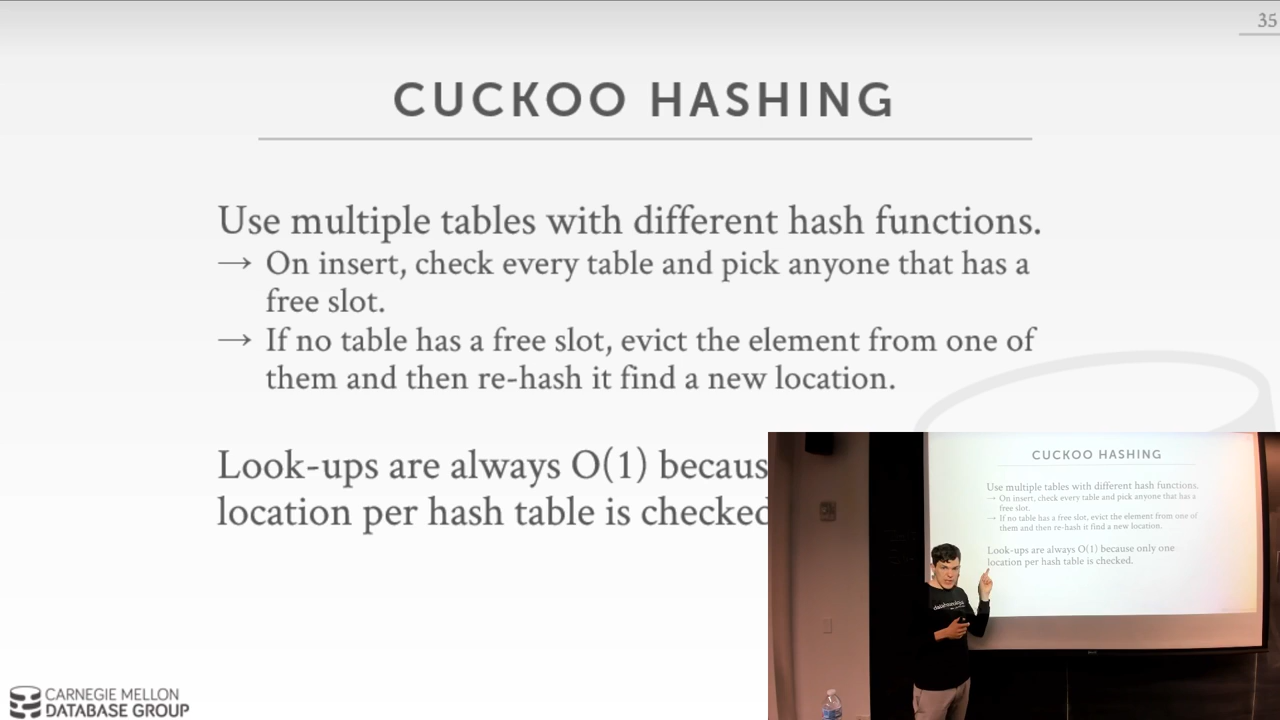 35
CUCKOO HASHING
Use multiple tables with different hash functions.
→ On insert, check every table and pick anyone that has a
free slot.
→ If no table has a free slot, evict the element from one of
them and then re-hash it find a new location.
Look-ups are always O(1) becaus
location per hash table is checked
CUCKOO HASHING
Use multiple tables with different hash functions.
→ On insert, check every table and pick anyone that has a
free slot.
→ If no table has a free slot, evict the element from one of
them and then re-hash it find a new location.
Look-ups are always O(1) because only one
location per hash table is checked.
CARNEGIE MELLON
DATABASE GROUP